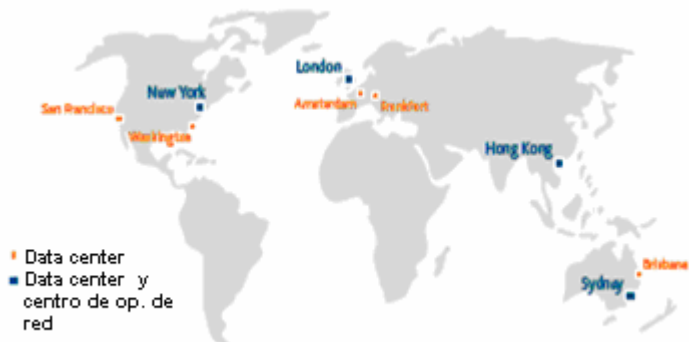 London
New York
San Francisco
Amsterdam
Frankfort
Washington
Hong Kong
Brisbane
Sydney
Data center
Data center y
centro de op. de
red